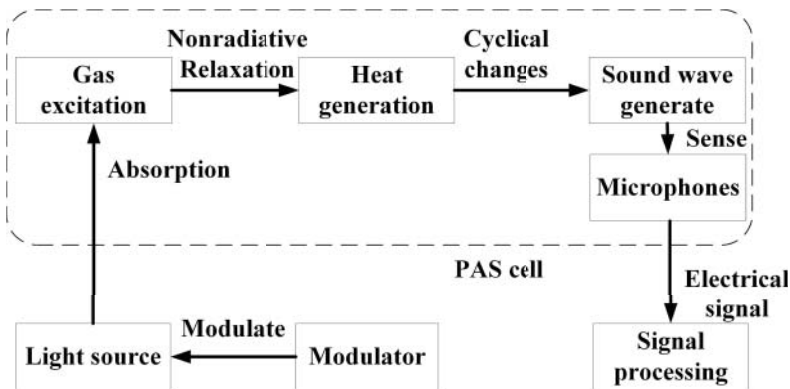 Gas
excitation
Nonradiative
Relaxation
Heat
generation
Cyclical
changes
Sound wave
generate
Sense
Microphones
Absorption
PAS cell
Electrical
signal
Light source
Modulate
Modulator
Signal
processing